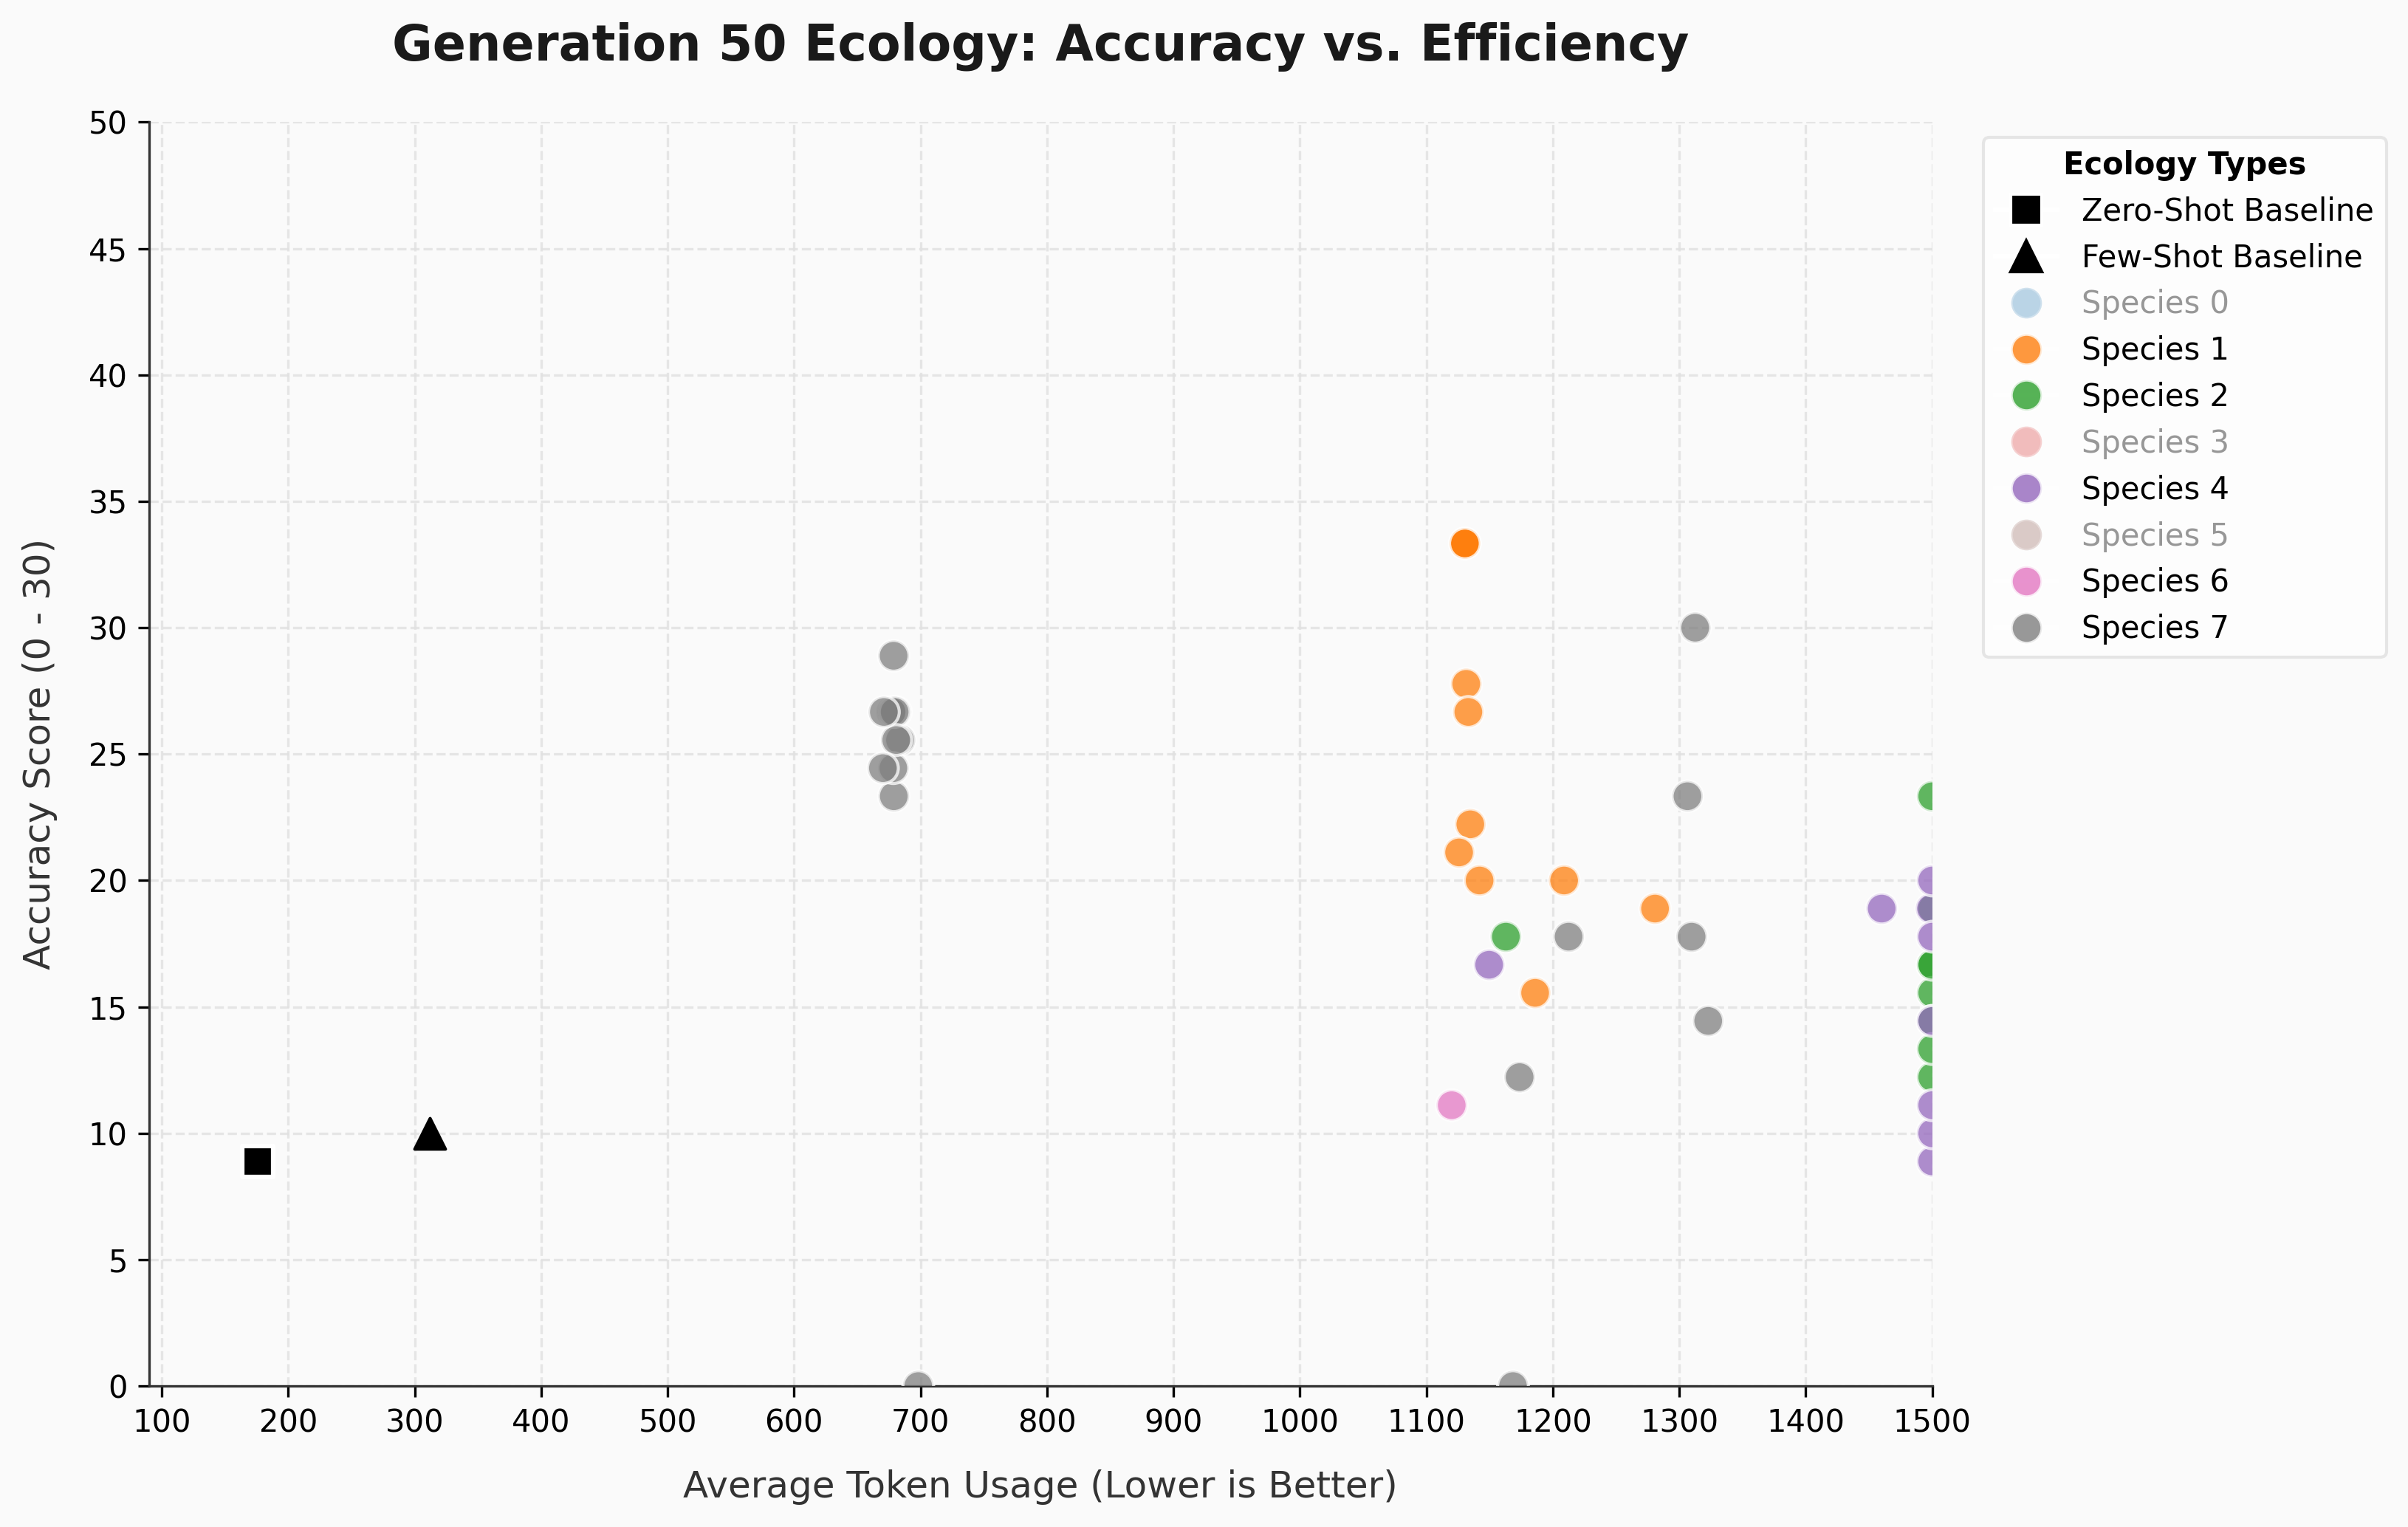 Generation 50 Ecology: Accuracy vs. Efficiency
50
45
40
35
30
25
20
15
10
5
0
Accuracy Score (0 - 30)
100 200 300 400 500 600 700 800 900 1000 1100 1200 1300 1400 1500
Average Token Usage (Lower is Better)
Ecology Types
Zero-Shot Baseline
Few-Shot Baseline
Species 0
Species 1
Species 2
Species 3
Species 4
Species 5
Species 6
Species 7